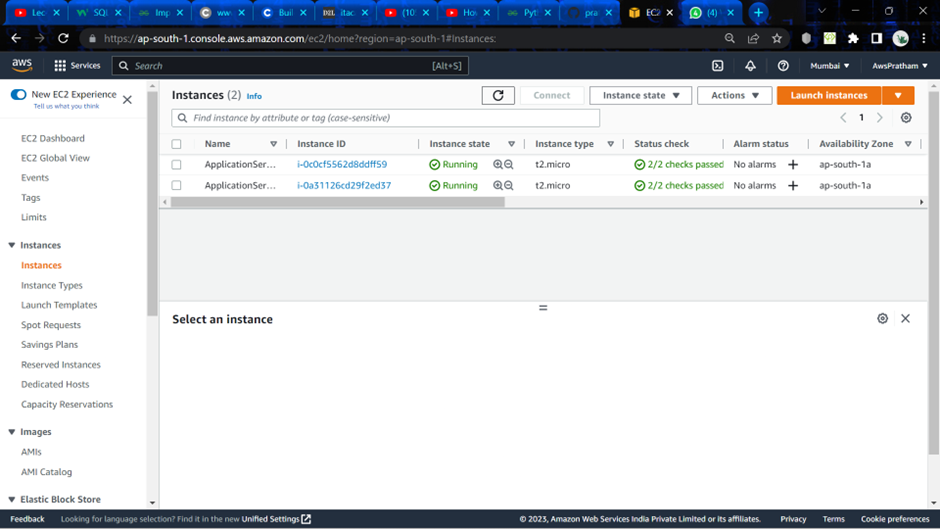 Lec
SQ
Imp
ww
Buil
DZL itac
(10
Ho
Pyt
pra
EC2
(4)
https://ap-south-1.console.aws.amazon.com/ec2/home?region=ap-south-1#Instances:
aws Services Search [Alt+S] Mumbai ▼ AwsPratham ▼
New EC2 Experience
Tell us what you think
EC2 Dashboard
EC2 Global View
Events
Tags
Limits
Instances
Instances
Instance Types
Launch Templates
Spot Requests
Savings Plans
Reserved Instances
Dedicated Hosts
Capacity Reservations
Images
AMIs
AMI Catalog
Elastic Block Store
Instances (2) Info Connect Instance state ▼ Actions ▼ Launch instances ▼
Find instance by attribute or tag (case-sensitive) 1
Name Instance ID Instance state Instance type Status check Alarm status Availability Zone
ApplicationSer... i-0c0cf5562d8ddff59 Running t2.micro 2/2 checks passed No alarms + ap-south-1a
ApplicationSer... i-0a31126cd29f2ed37 Running t2.micro 2/2 checks passed No alarms + ap-south-1a
Select an instance
Feedback Looking for language selection? Find it in the new Unified Settings © 2023, Amazon Web Services India Private Limited or its affiliates. Privacy Terms Cookie preferences